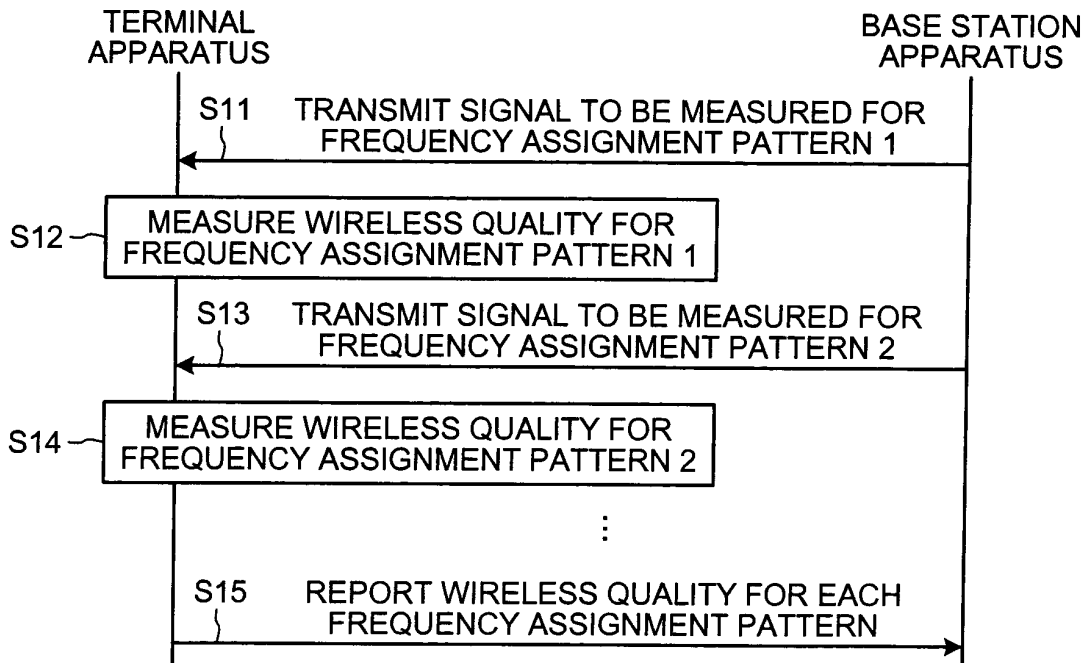 TERMINAL
APPARATUS
BASE STATION
APPARATUS
S11
TRANSMIT SIGNAL TO BE MEASURED FOR
FREQUENCY ASSIGNMENT PATTERN 1
S12
MEASURE WIRELESS QUALITY FOR
FREQUENCY ASSIGNMENT PATTERN 1
S13
TRANSMIT SIGNAL TO BE MEASURED FOR
FREQUENCY ASSIGNMENT PATTERN 2
S14
MEASURE WIRELESS QUALITY FOR
FREQUENCY ASSIGNMENT PATTERN 2
⋮
S15
REPORT WIRELESS QUALITY FOR EACH
FREQUENCY ASSIGNMENT PATTERN